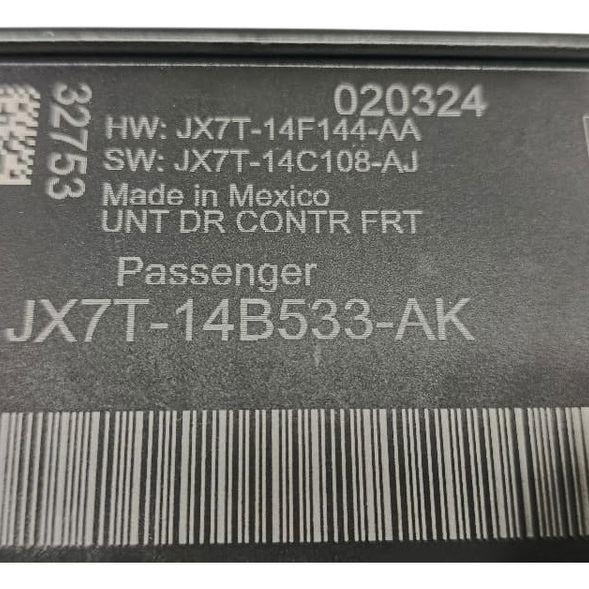 020324
32753
HW: JX7T-14F144-AA
SW: JX7T-14C108-AJ
Made in Mexico
UNT DR CONTR FRT
Passenger
JX7T-14B533-AK